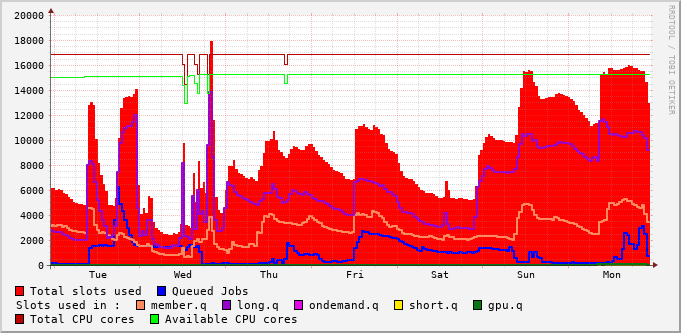 RRDTOOL / TOBI OETIKER
20000
18000
16000
14000
12000
10000
8000
6000
4000
2000
0
Tue Wed Thu Fri Sat Sun Mon
Total slots used Queued Jobs
Slots used in : member.q long.q ondemand.q short.q gpu.q
Total CPU cores Available CPU cores